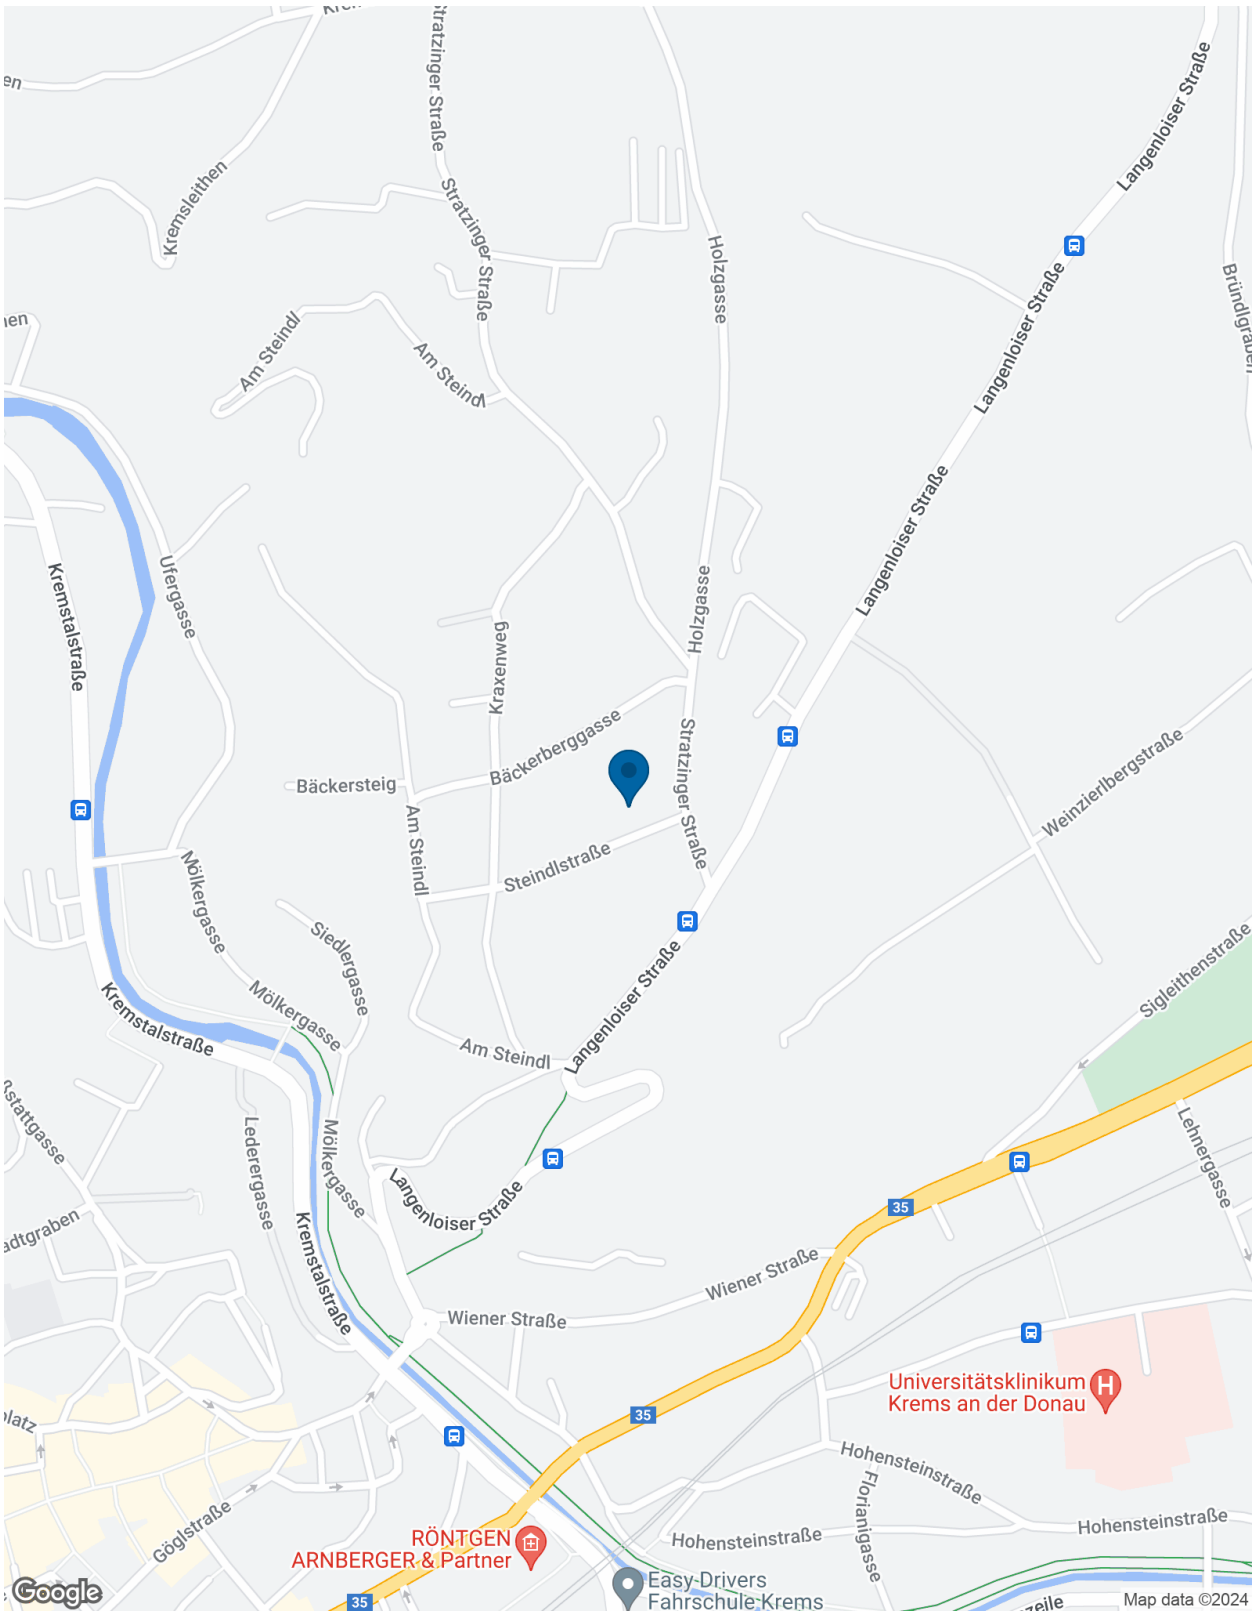 Stratzinger Straße
Langenloiser Straße
Kremsleithen
Stratzinger Straße
Holzgasse
Langenloiser Straße
Bründlgraben
Am Steindl
Am Steindl
Langenloiser Straße
Ufergasse
Kremstalstraße
Holzgasse
Kraxenweg
Bäckerberggasse
Stratzinger Straße
Bäckersteig
Weinzierlbergstraße
Am Steindl
Steindlstraße
Mölkergasse
Siedlergasse
Sigleithenstraße
Langenloiser Straße
Mölkergasse
Kremstalstraße
Am Steindl
Lederergasse
Mölkergasse
Lehnergasse
Langenloiser Straße
35
Kremstalstraße
Wiener Straße
Wiener Straße
Universitätsklinikum
Krems an der Donau
H
35
Hohensteinstraße
Florianigasse
Göglstraße
Hohensteinstraße
Hohensteinstraße
RÖNTGEN
ARNBERGER & Partner
Easy-Drivers
Fahrschule Krems
35
Google
Map data ©2024